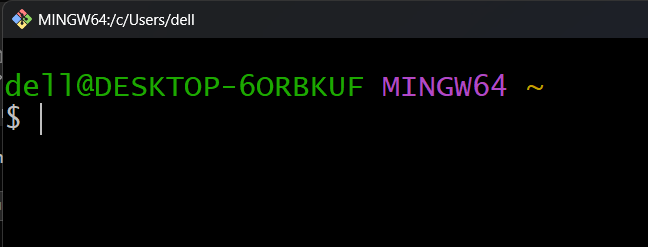 MINGW64:/c/Users/dell
dell@DESKTOP-6ORBKUF MINGW64 ~
$